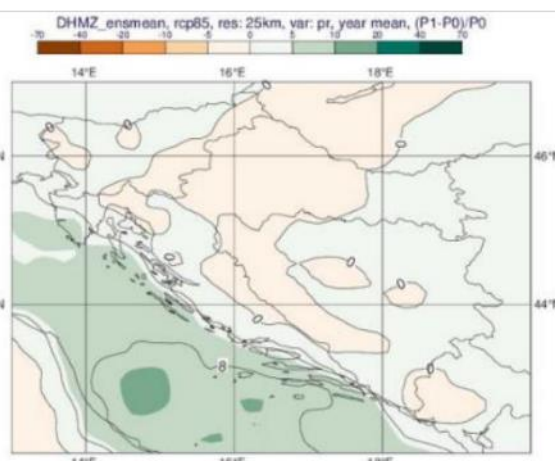 DHMZ_ensmean, rcp85, res: 25km, var: pr, year mean, (P1-P0)/P0
-70 -40 -20 -10 -5 0 5 10 20 40 70
14°E 16°E 18°E
0 0 0
0
N 46°N
0
0 0
N 44°N
0
8 0